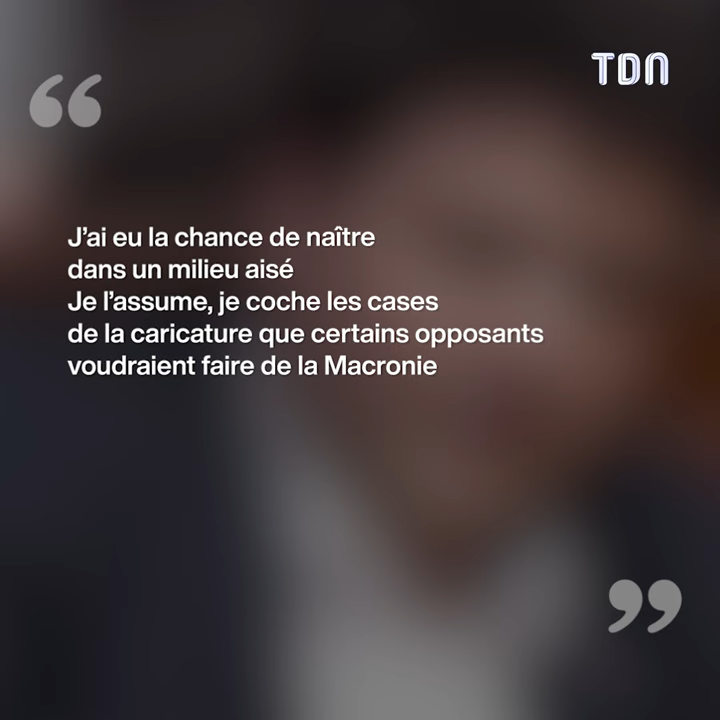 TDN
“
J’ai eu la chance de naître
dans un milieu aisé
Je l’assume, je coche les cases
de la caricature que certains opposants
voudraient faire de la Macronie
”